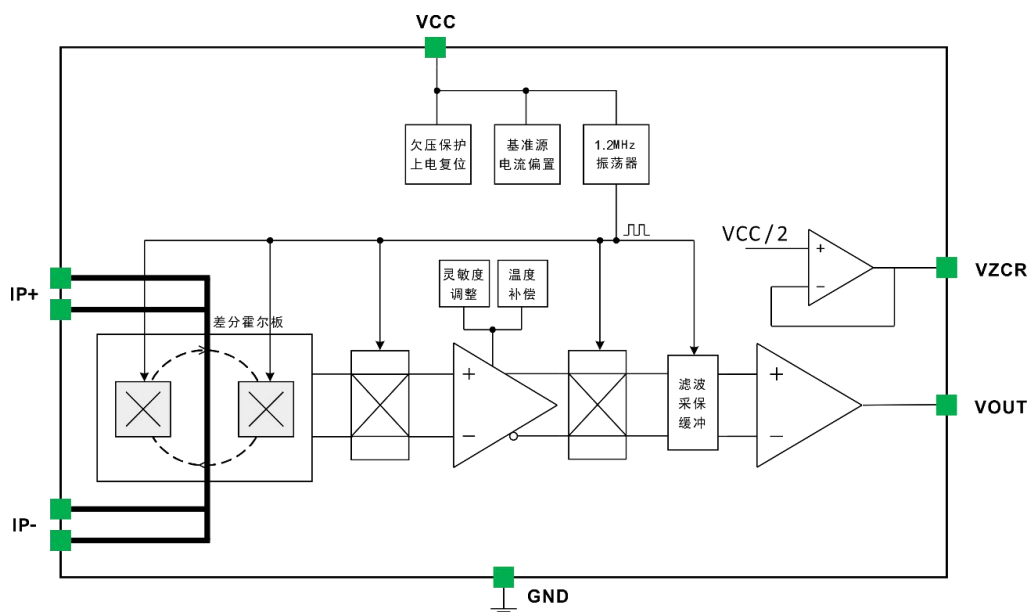 VCC
欠压保护
上电复位
基准源
电流偏置
1.2MHz
振荡器
VCC/2
+
−
VZCR
IP+
灵敏度
调整
温度
补偿
差分霍尔板
+
−
滤波
采保
缓冲
+
−
VOUT
IP-
GND